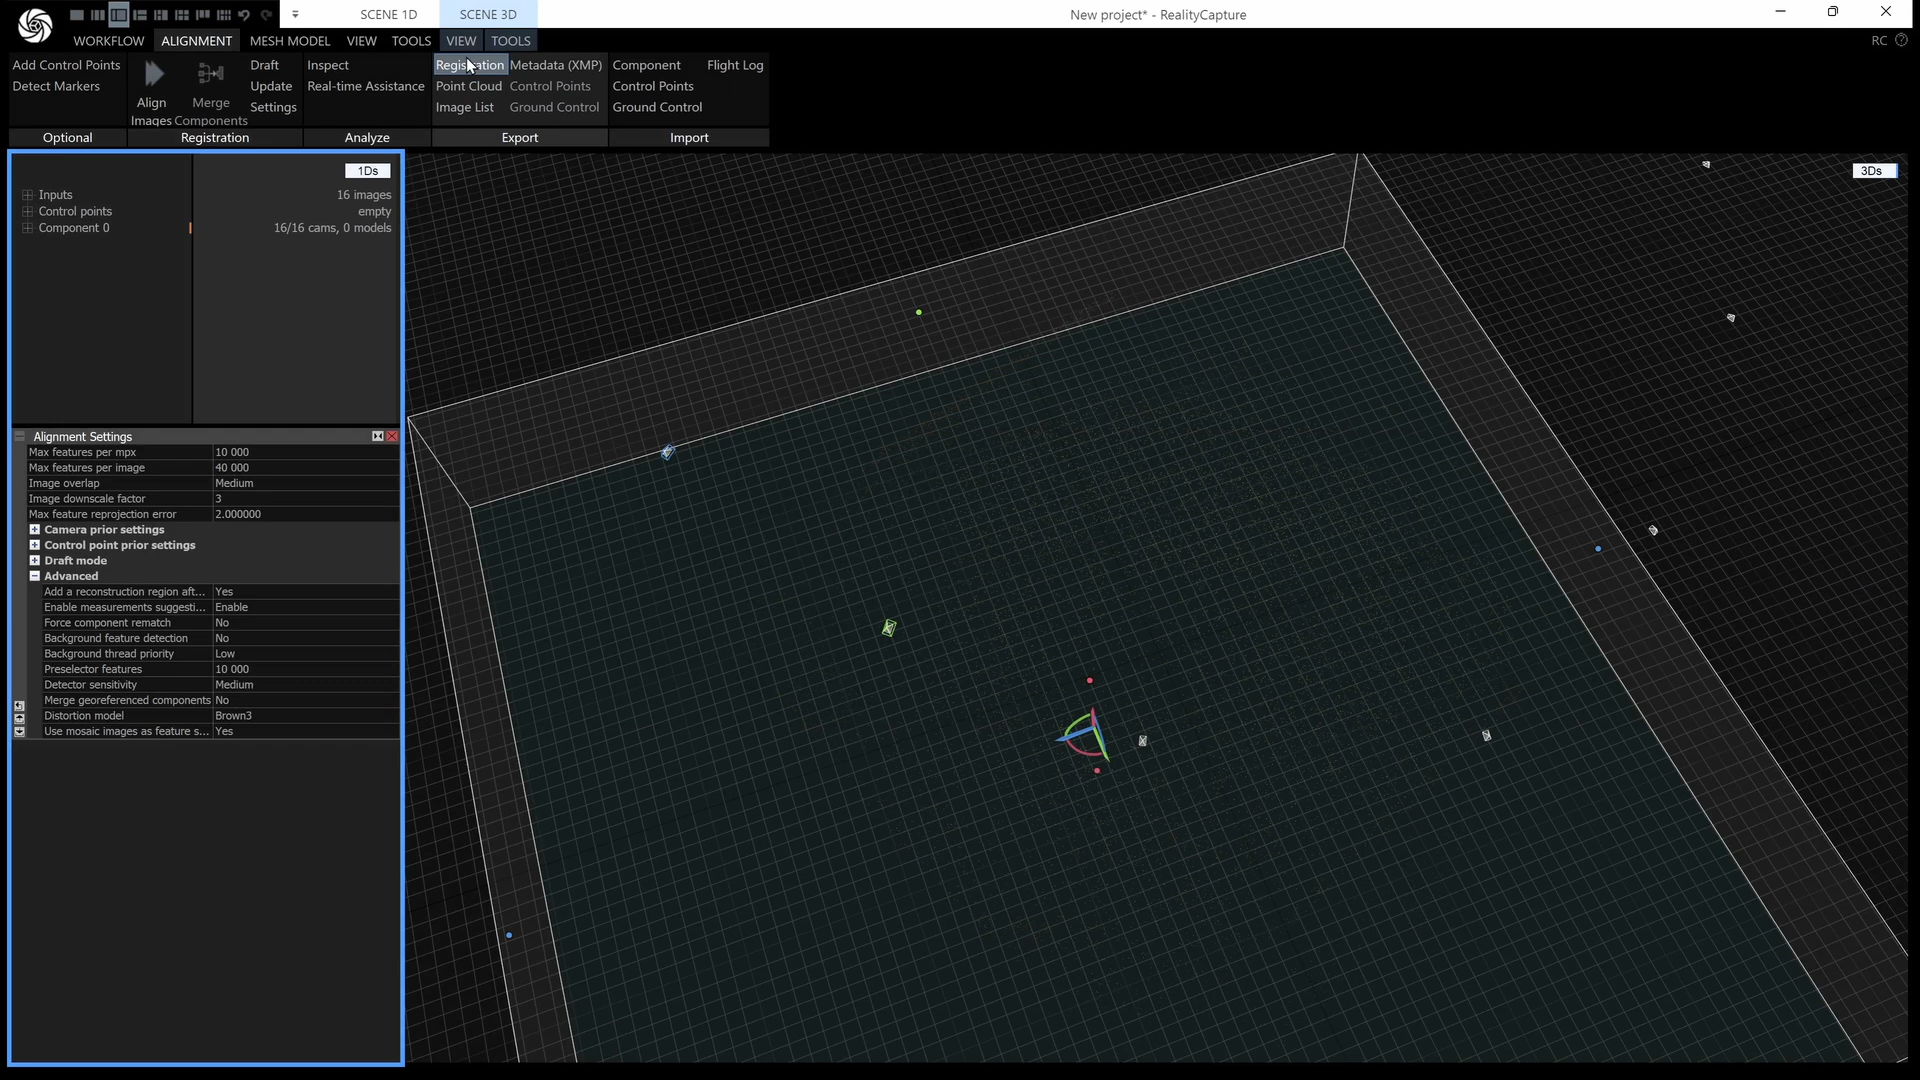 SCENE 1D SCENE 3D New project* - RealityCapture
WORKFLOW ALIGNMENT MESH MODEL VIEW TOOLS VIEW TOOLS RC
Add Control Points Draft Inspect Registration Metadata (XMP) Component Flight Log
Detect Markers Update Real-time Assistance Point Cloud Control Points Control Points
Align Merge Settings Image List Ground Control Ground Control
Images Components
Optional Registration Analyze Export Import
1Ds 3Ds
Inputs 16 images
Control points empty
Component 0 16/16 cams, 0 models
Alignment Settings
Max features per mpx 10 000
Max features per image 40 000
Image overlap Medium
Image downscale factor 3
Max feature reprojection error 2.000000
Camera prior settings
Control point prior settings
Draft mode
Advanced
Add a reconstruction region aft... Yes
Enable measurements suggesti... Enable
Force component rematch No
Background feature detection No
Background thread priority Low
Preselector features 10 000
Detector sensitivity Medium
Merge georeferenced components No
Distortion model Brown3
Use mosaic images as feature s... Yes